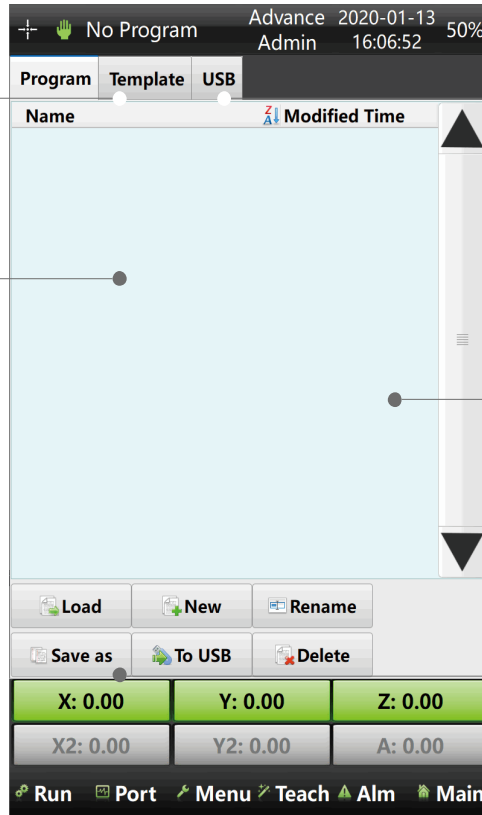 No Program Advance 2020-01-13 50%
Admin 16:06:52
Program Template USB
Name Modified Time
Load New Rename
Save as To USB Delete
X: 0.00 Y: 0.00 Z: 0.00
X2: 0.00 Y2: 0.00 A: 0.00
Run Port Menu Teach Alm Main